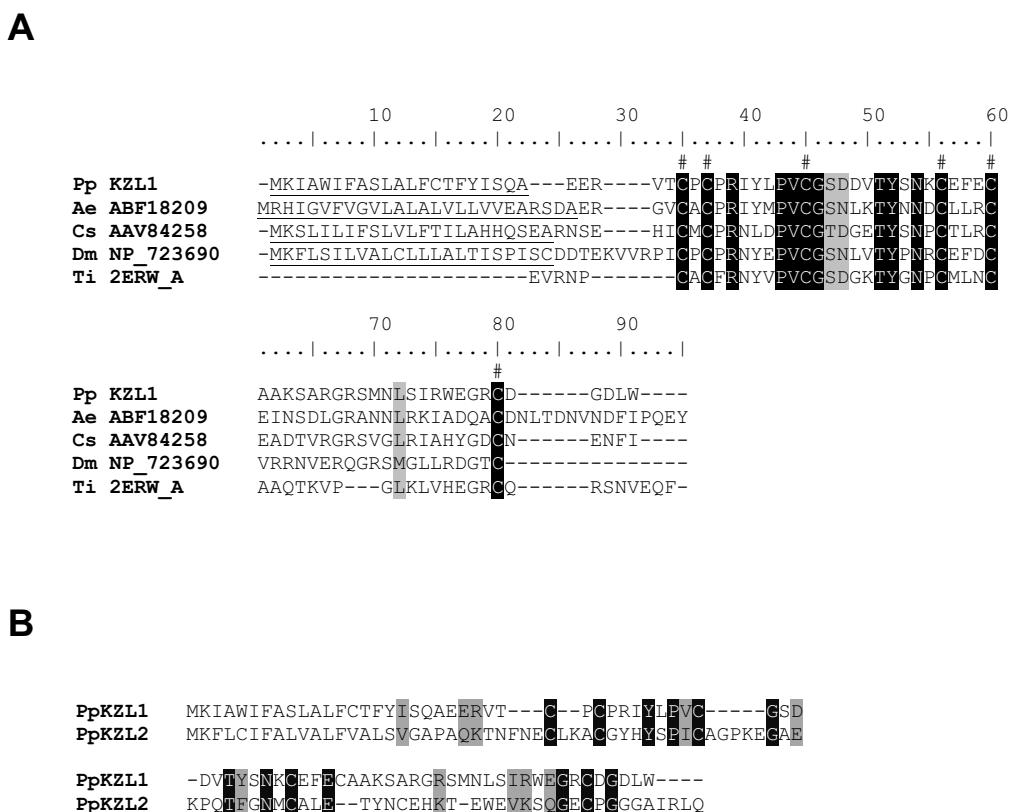 A
10 20 30 40 50 60
....|....|....|....|....|....|....|....|....|....|....|....|
# # # # #
Pp KZL1 -MKIAWIFASLALFCTFYISQA---EER----VTCPCPRIYLPVCGSDDVTYSNKCEFEC
Ae ABF18209 MRHIGVFVGVLALALVLLVVEARSDAER----GVCACPRIYMPVCGSNLKTYNNDCLLRC
Cs AAV84258 -MKSLILIFSLVLFTILAHHQSEARNSE----HICMCPRNLDPVCGTDGETYSNPCTLRC
Dm NP_723690 -MKFLSILVALCLLLALTISPISCDDTEKVVRPICPCPRNYEPVCGSNLVTYPNRCEFDC
Ti 2ERW_A ----------------------EVRNP-----CACFRNYVPVCGSDGKTYGNPCMLNC
70 80 90
....|....|....|....|....|....|....|
#
Pp KZL1 AAKSARGRSMNLSIRWEGRCD------GDLW----
Ae ABF18209 EINSDLGRANNLRKIADQACDNLTDNVNDFIPQEY
Cs AAV84258 EADTVRGRSVGLRIAHYGDCN------ENFI----
Dm NP_723690 VRRNVERQGRSMGLLRDGTC---------------
Ti 2ERW_A AAQTKVP---GLKLVHEGRCQ------RSNVEQF-
B
PpKZL1 MKIAWIFASLALFCTFYISQAEERVT---C--PCPRIYLPVC-----GSD
PpKZL2 MKFLCIFALVALFVALSVGAPAQKTNFNECLKACGYHYSPICAGPKEGAE
PpKZL1 -DVTYSNKCEFECAAKSARGRSMNLSIRWEGRCDGDLW----
PpKZL2 KPQTFGNMCALE--TYNCEHKT-EWEVKSQGECPGGGAIRLQ